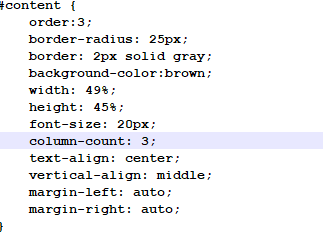 #content {
order:3;
border-radius: 25px;
border: 2px solid gray;
background-color:brown;
width: 49%;
height: 45%;
font-size: 20px;
column-count: 3;
text-align: center;
vertical-align: middle;
margin-left: auto;
margin-right: auto;
}